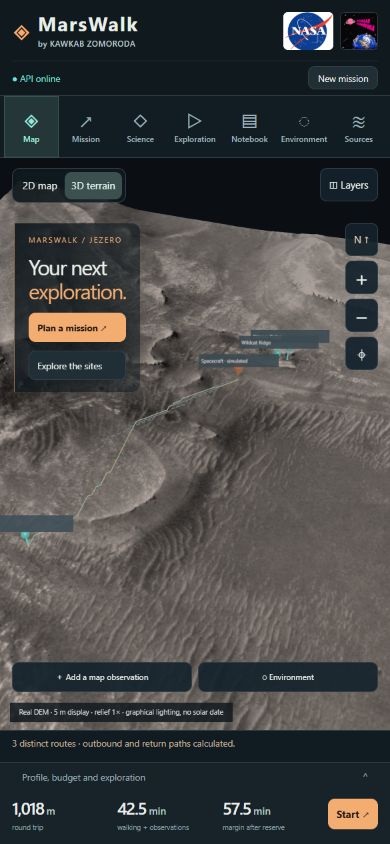 MarsWalk
by KAWKAB ZOMORODA
NASA
API online
New mission
Map
Mission
Science
Exploration
Notebook
Environment
Sources
2D map
3D terrain
Layers
MARSWALK / JEZERO
N ↑
Your next
exploration.
Plan a mission ↗
Explore the sites
+
−
Wildcat Ridge
Spacecraft · simulated
+ Add a map observation
Environment
Real DEM · 5 m display · relief 1× · graphical lighting, no solar date
3 distinct routes · outbound and return paths calculated.
Profile, budget and exploration
1,018 m
42.5 min
57.5 min
Start ↗
round trip
walking + observations
margin after reserve